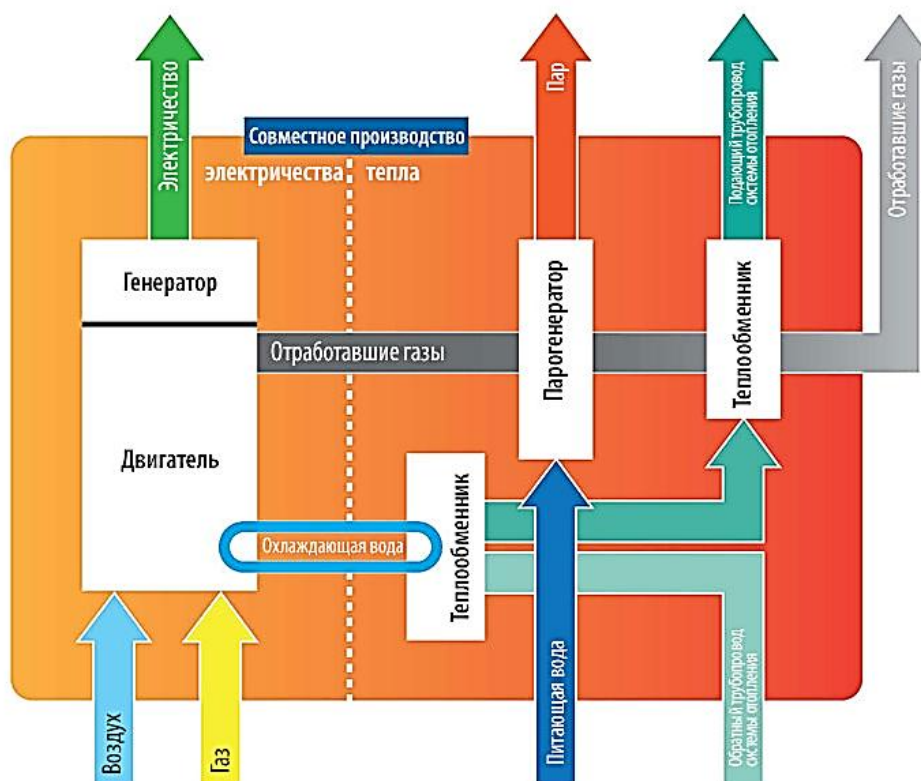 Электричество
Пар
Подающий трубопровод
системы отопления
Отработавшие газы
Совместное производство
электричества
тепла
Генератор
Парогенератор
Теплообменник
Отработавшие газы
Двигатель
Охлаждающая вода
Теплообменник
Воздух
Газ
Питающая вода
Обратный трубопровод
системы отопления